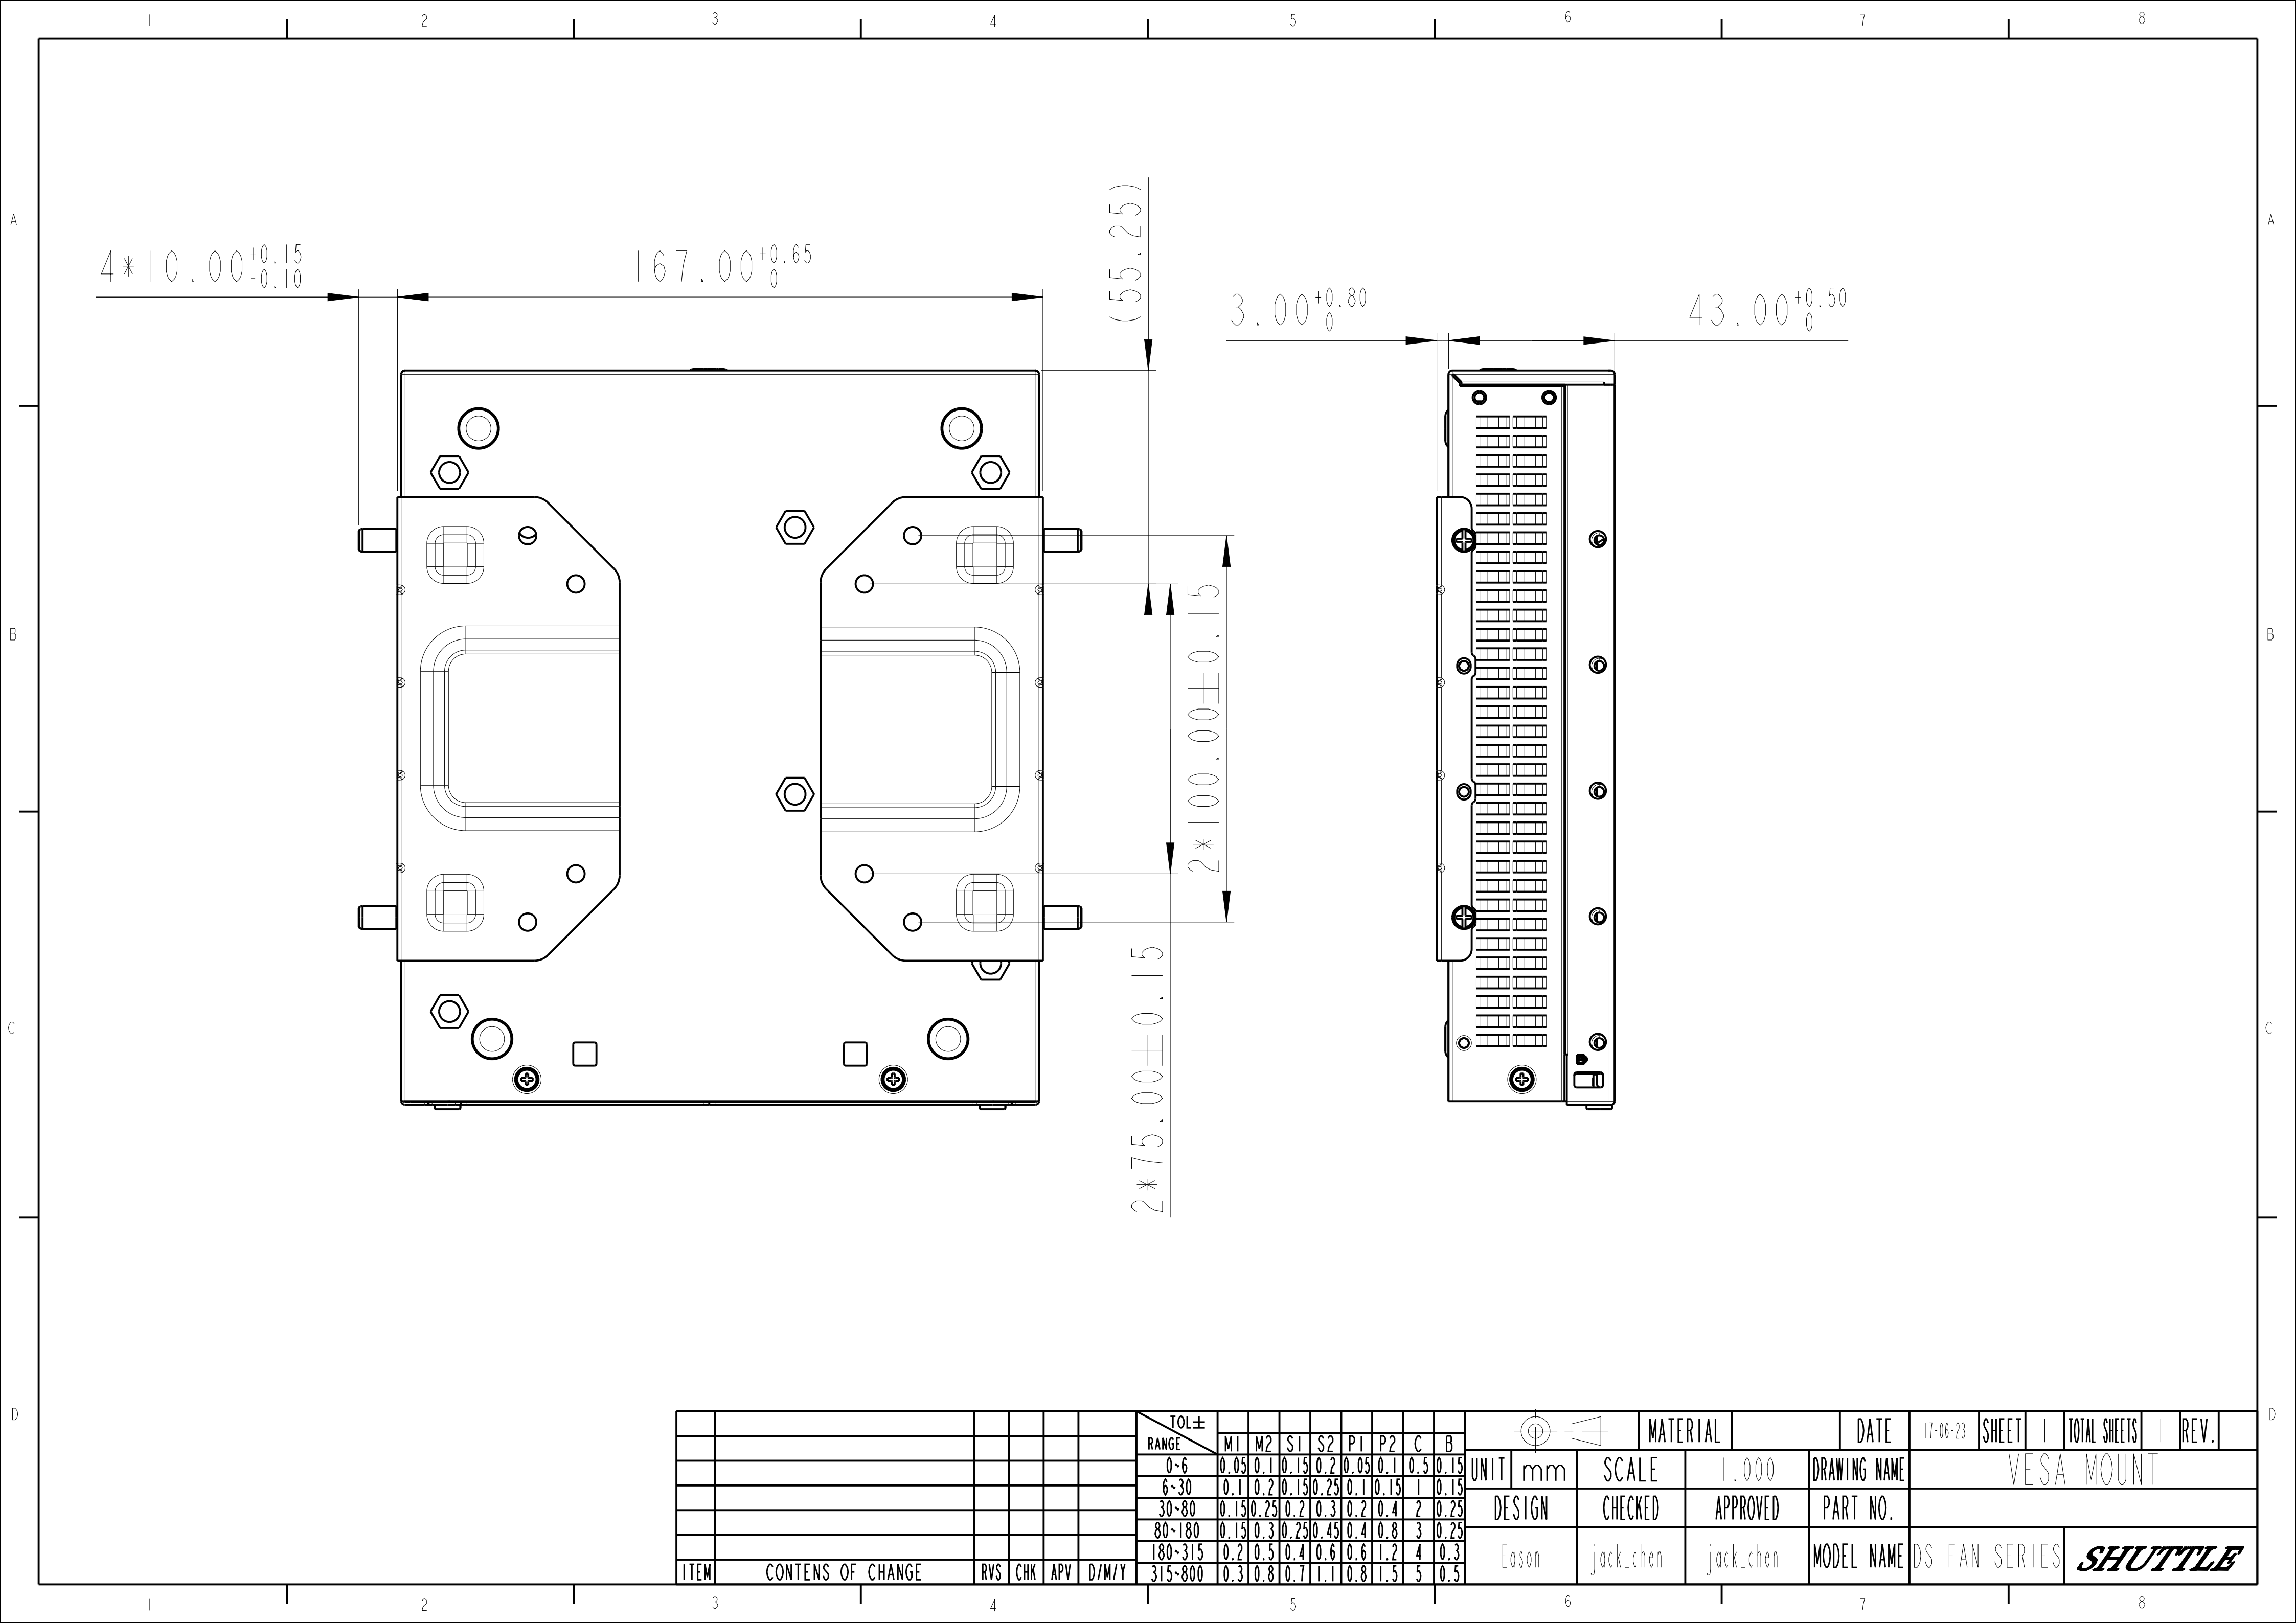 1 2 3 4 5 6 7 8
A A
4*10.00 +0.15 -0.10
167.00 +0.65 0
(55.25)
3.00 +0.80 0
43.00 +0.50 0
B B
2*100.00±0.15
2*75.00±0.15
C C
D D
TOL±
RANGE M1 M2 S1 S2 P1 P2 C B
0~6 0.05 0.1 0.15 0.2 0.05 0.1 0.5 0.15
6~30 0.1 0.2 0.15 0.25 0.1 0.15 1 0.15
30~80 0.15 0.25 0.2 0.3 0.2 0.4 2 0.25
80~180 0.15 0.3 0.25 0.45 0.4 0.8 3 0.25
180~315 0.2 0.5 0.4 0.6 0.6 1.2 4 0.3
315~800 0.3 0.8 0.7 1.1 0.8 1.5 5 0.5
ITEM CONTENS OF CHANGE RVS CHK APV D/M/Y
MATERIAL DATE 17-06-23 SHEET 1 TOTAL SHEETS 1 REV.
UNIT mm SCALE 1.000 DRAWING NAME VESA MOUNT
DESIGN CHECKED APPROVED PART NO.
Eason jack_chen jack_chen MODEL NAME DS FAN SERIES SHUTTLE
1 2 3 4 5 6 7 8